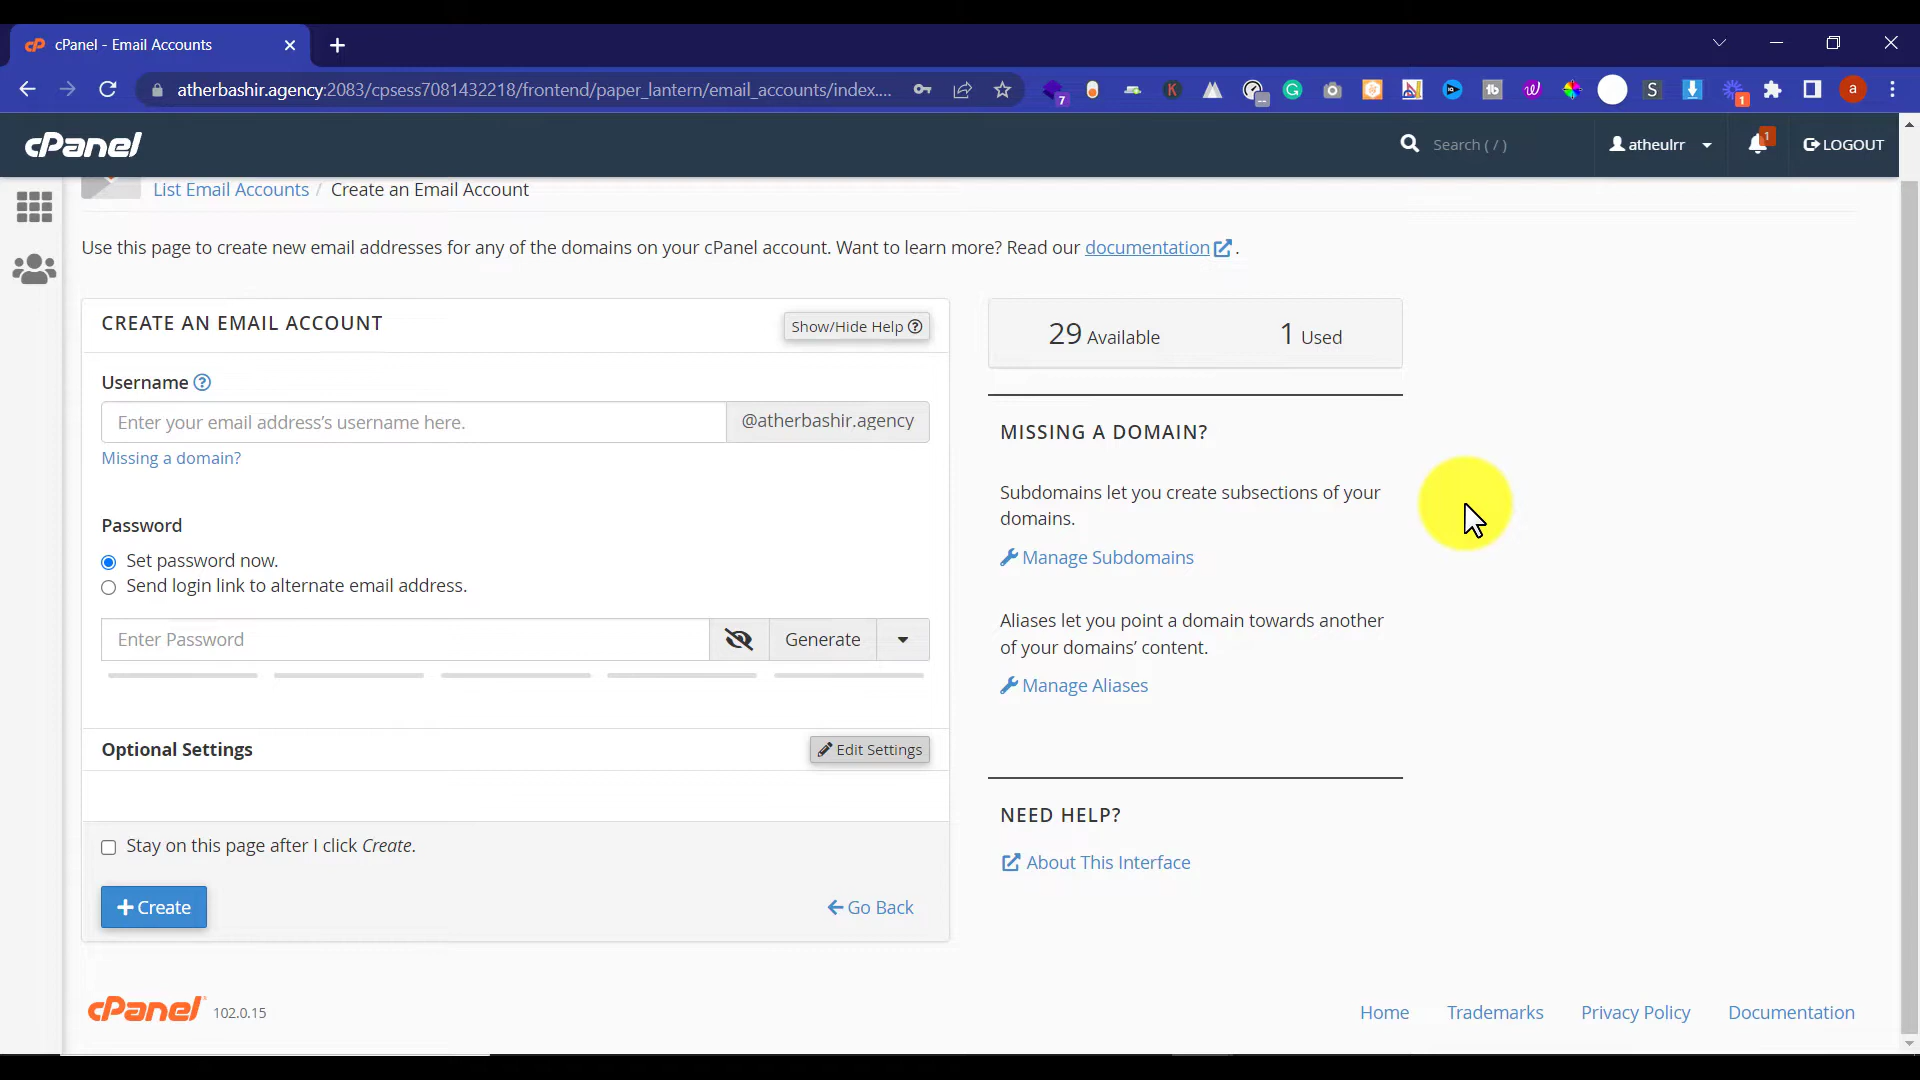 cPanel - Email Accounts
atherbashir.agency:2083/cpsess7081432218/frontend/paper_lantern/email_accounts/index....
7
K
tb
S
1
a
cPanel
Search ( / )
atheulrr
1
LOGOUT
List Email Accounts / Create an Email Account
Use this page to create new email addresses for any of the domains on your cPanel account. Want to learn more? Read our documentation .
CREATE AN EMAIL ACCOUNT
Show/Hide Help
Username
Enter your email address's username here.
@atherbashir.agency
Missing a domain?
Password
Set password now.
Send login link to alternate email address.
Enter Password
Generate
Optional Settings
Edit Settings
Stay on this page after I click Create.
Create
Go Back
29 Available
1 Used
MISSING A DOMAIN?
Subdomains let you create subsections of your
domains.
Manage Subdomains
Aliases let you point a domain towards another
of your domains' content.
Manage Aliases
NEED HELP?
About This Interface
cPanel 102.0.15
Home
Trademarks
Privacy Policy
Documentation